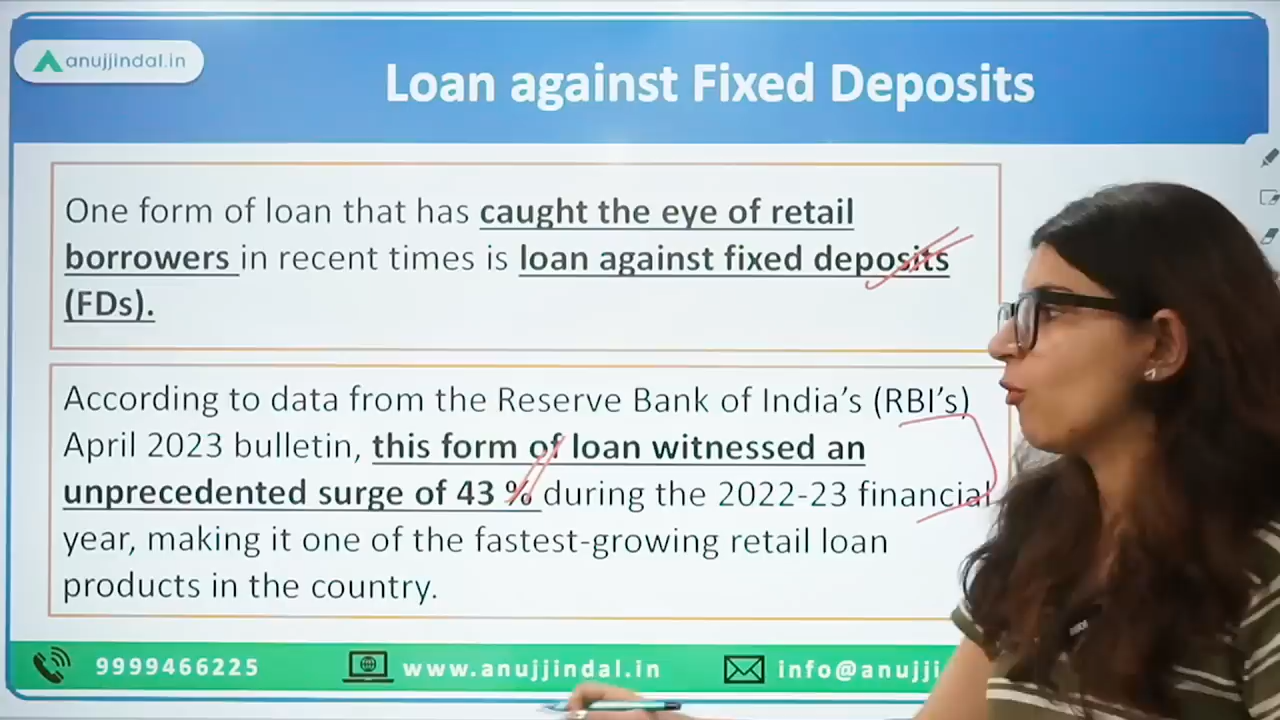 anujjindal.in
Loan against Fixed Deposits
One form of loan that has caught the eye of retail
borrowers in recent times is loan against fixed deposits
(FDs).
According to data from the Reserve Bank of India’s (RBI’s)
April 2023 bulletin, this form of loan witnessed an
unprecedented surge of 43 % during the 2022-23 financial
year, making it one of the fastest-growing retail loan
products in the country.
9999466225
www.anujjindal.in
info@anujji